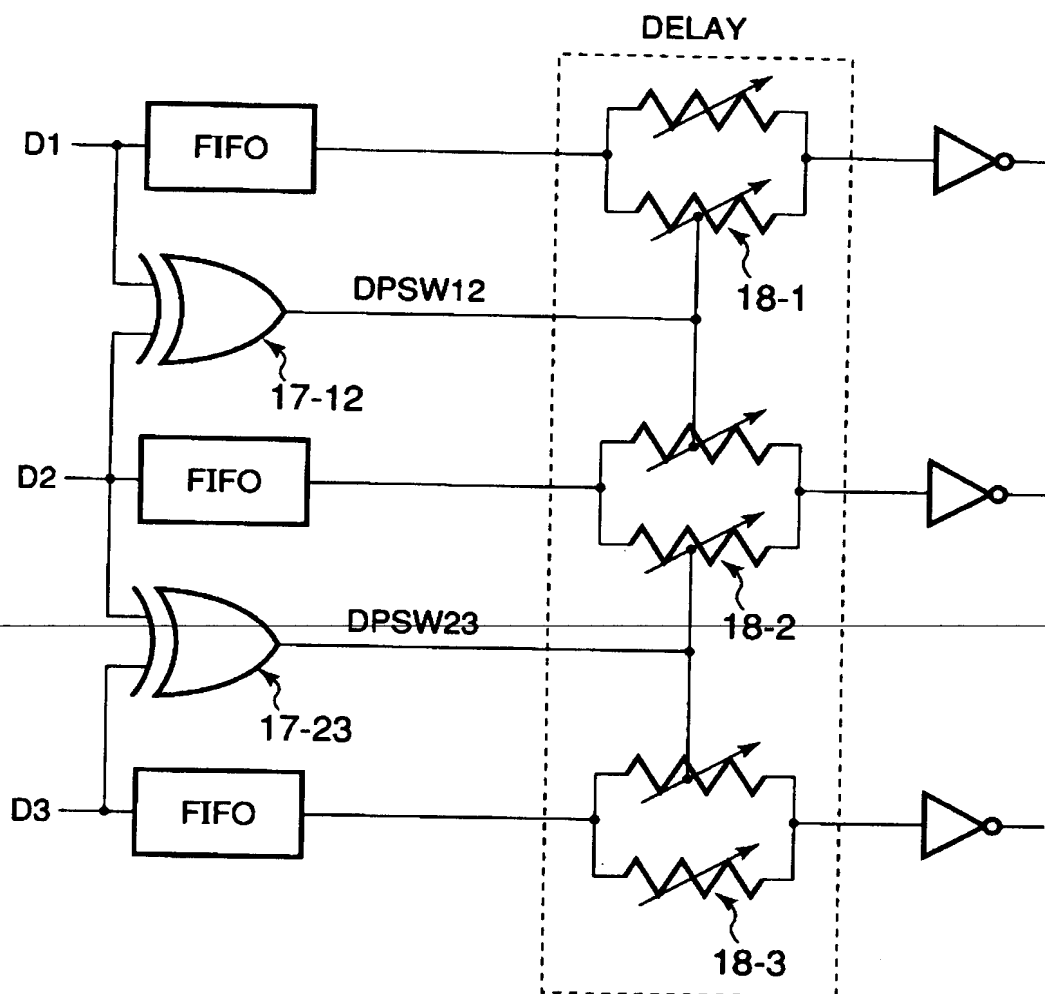 DELAY
D1
FIFO
18-1
DPSW12
17-12
D2
FIFO
18-2
DPSW23
17-23
D3
FIFO
18-3